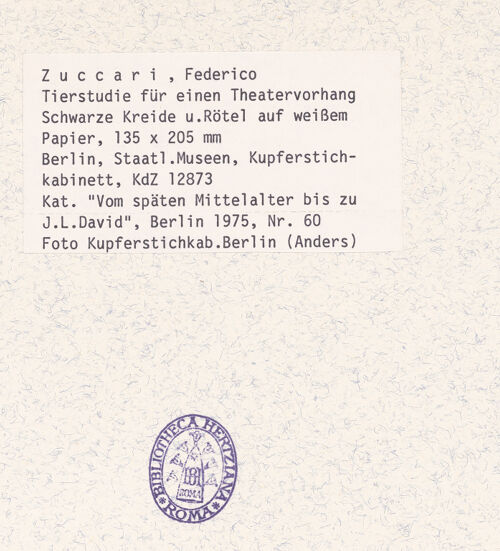 Z u c c a r i , Federico
Tierstudie für einen Theatervorhang
Schwarze Kreide u.Rötel auf weißem
Papier, 135 x 205 mm
Berlin, Staatl.Museen, Kupferstich-
kabinett, KdZ 12873
Kat. "Vom späten Mittelalter bis zu
J.L.David", Berlin 1975, Nr. 60
Foto Kupferstichkab.Berlin (Anders)
BIBLIOTHECA HERTZIANA
ROMA
ROMA